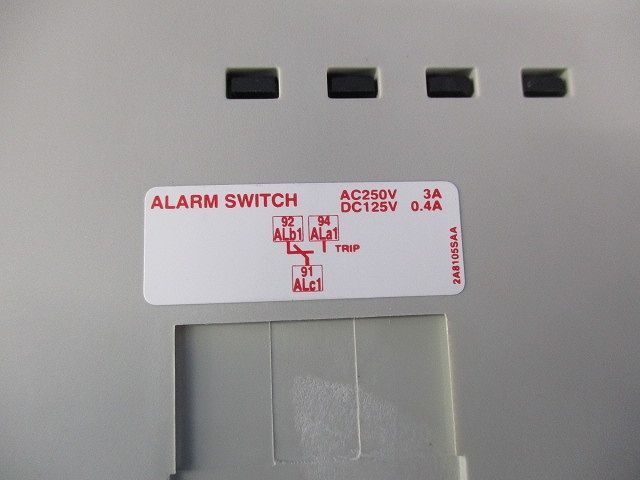 ALARM SWITCH AC250V 3A
DC125V 0.4A
92 94
ALb1 ALa1
TRIP
91
ALc1
2A8105SAA